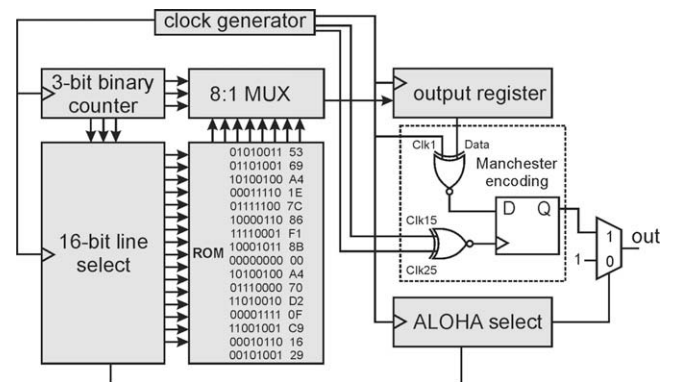 clock generator
3-bit binary
counter
8:1 MUX
output register
Clk1
Data
Manchester
encoding
D Q
Clk15
Clk25
1
0
1
out
16-bit line
select
ROM
01010011 53
01101001 69
10100100 A4
00011110 1E
01111100 7C
10000110 86
11110001 F1
10001011 8B
00000000 00
10100100 A4
01110000 70
11010010 D2
00001111 0F
11001001 C9
00010110 16
00101001 29
ALOHA select